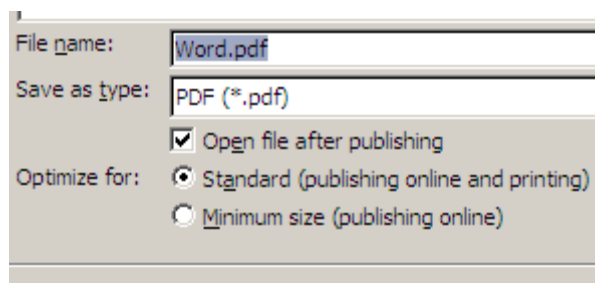 File name: Word.pdf
Save as type: PDF (*.pdf)
Open file after publishing
Optimize for: Standard (publishing online and printing)
Minimum size (publishing online)